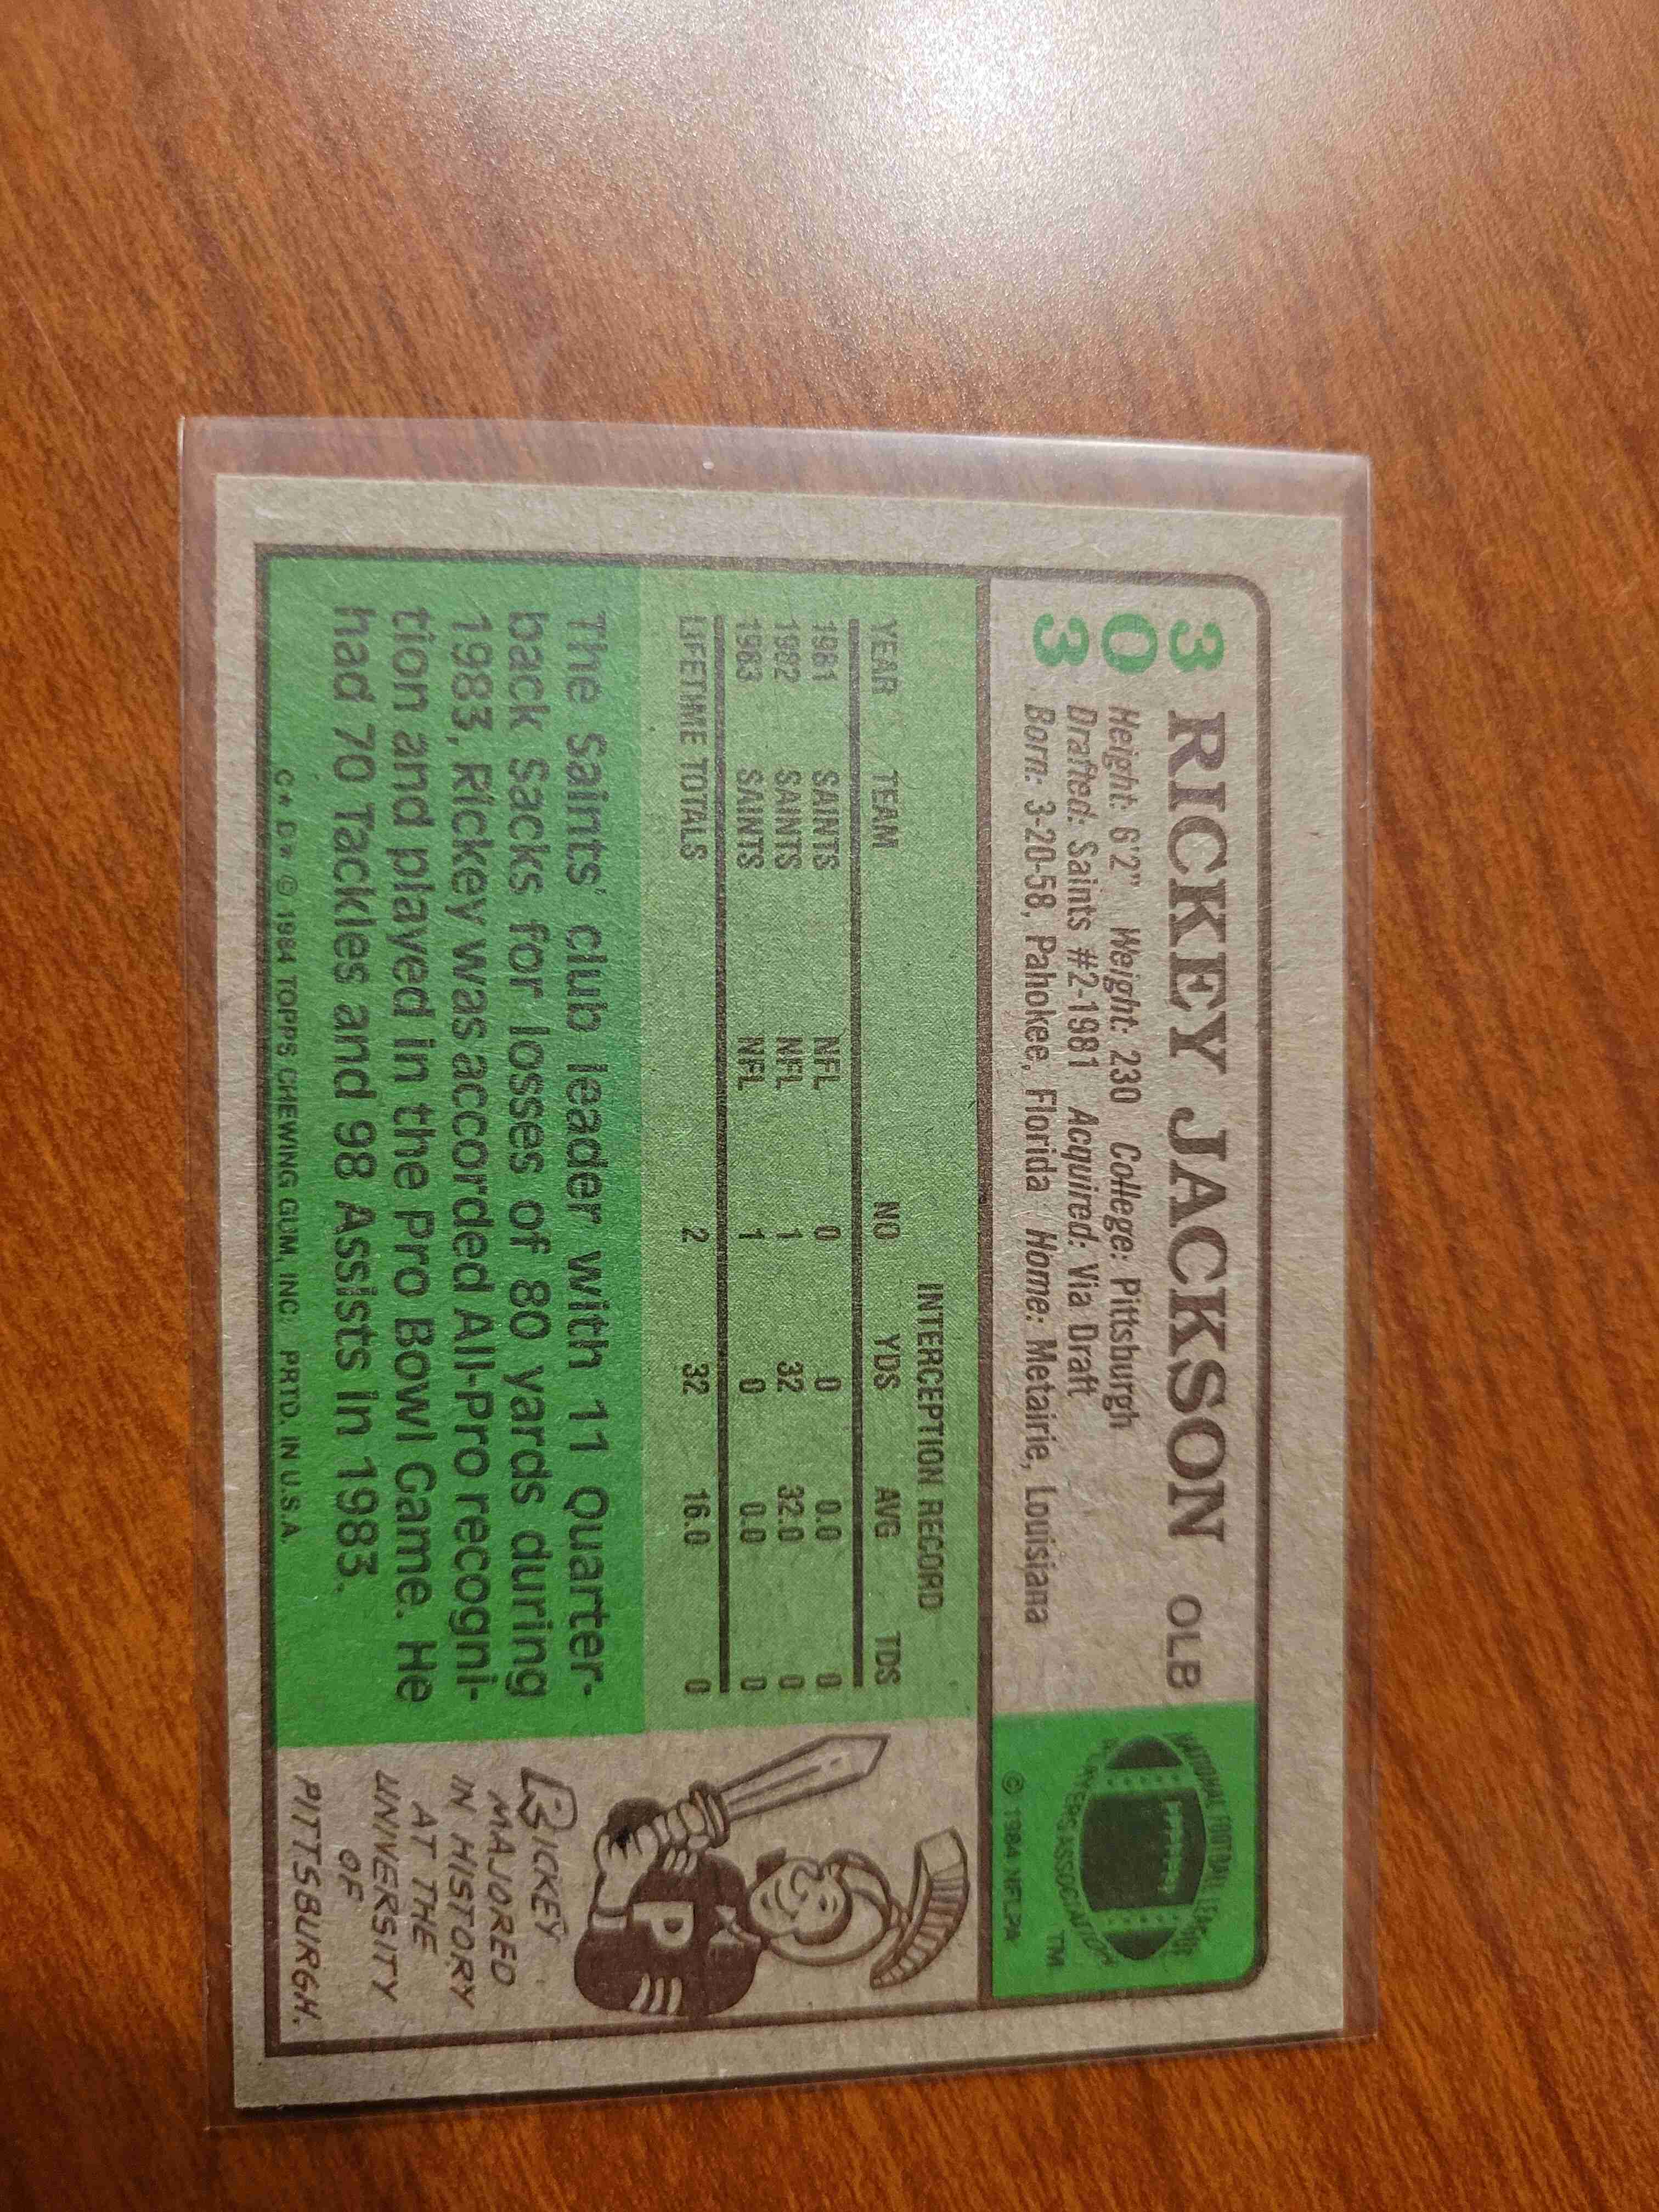 303
RICKEY JACKSON OLB
Height: 6'2" Weight: 230 College: Pittsburgh
Drafted: Saints #2-1981 Acquired: Via Draft
Born: 3-20-58, Pahokee, Florida Home: Metairie, Louisiana
NATIONAL FOOTBALL LEAGUE
PLAYERS ASSOCIATION
TM
© 1984 NFLPA
INTERCEPTION RECORD
YEAR TEAM NO YDS AVG TDS
1981 SAINTS NFL 0 0 0.0 0
1982 SAINTS NFL 1 32 32.0 0
1983 SAINTS NFL 1 0 0.0 0
LIFETIME TOTALS 2 32 16.0 0
The Saints' club leader with 11 Quarter-
back Sacks for losses of 80 yards during
1983, Rickey was accorded All-Pro recogni-
tion and played in the Pro Bowl Game. He
had 70 Tackles and 98 Assists in 1983.
C* D* © 1984 TOPPS CHEWING GUM, INC. PRTD. IN U.S.A.
P
RICKEY
MAJORED
IN HISTORY
AT THE
UNIVERSITY
OF
PITTSBURGH.